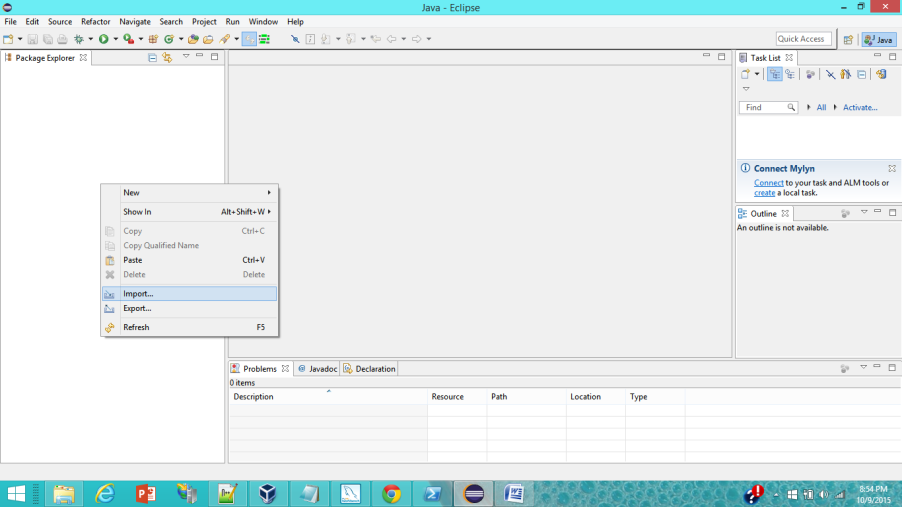 Java - Eclipse
File Edit Source Refactor Navigate Search Project Run Window Help
Quick Access
Java
Package Explorer
Task List
Find
All
Activate...
Connect Mylyn
Connect to your task and ALM tools or
create a local task.
Outline
An outline is not available.
New
Show In Alt+Shift+W
Copy Ctrl+C
Copy Qualified Name
Paste Ctrl+V
Delete Delete
Import...
Export...
Refresh F5
Problems Javadoc Declaration
0 items
Description Resource Path Location Type
8:54 PM
10/9/2015